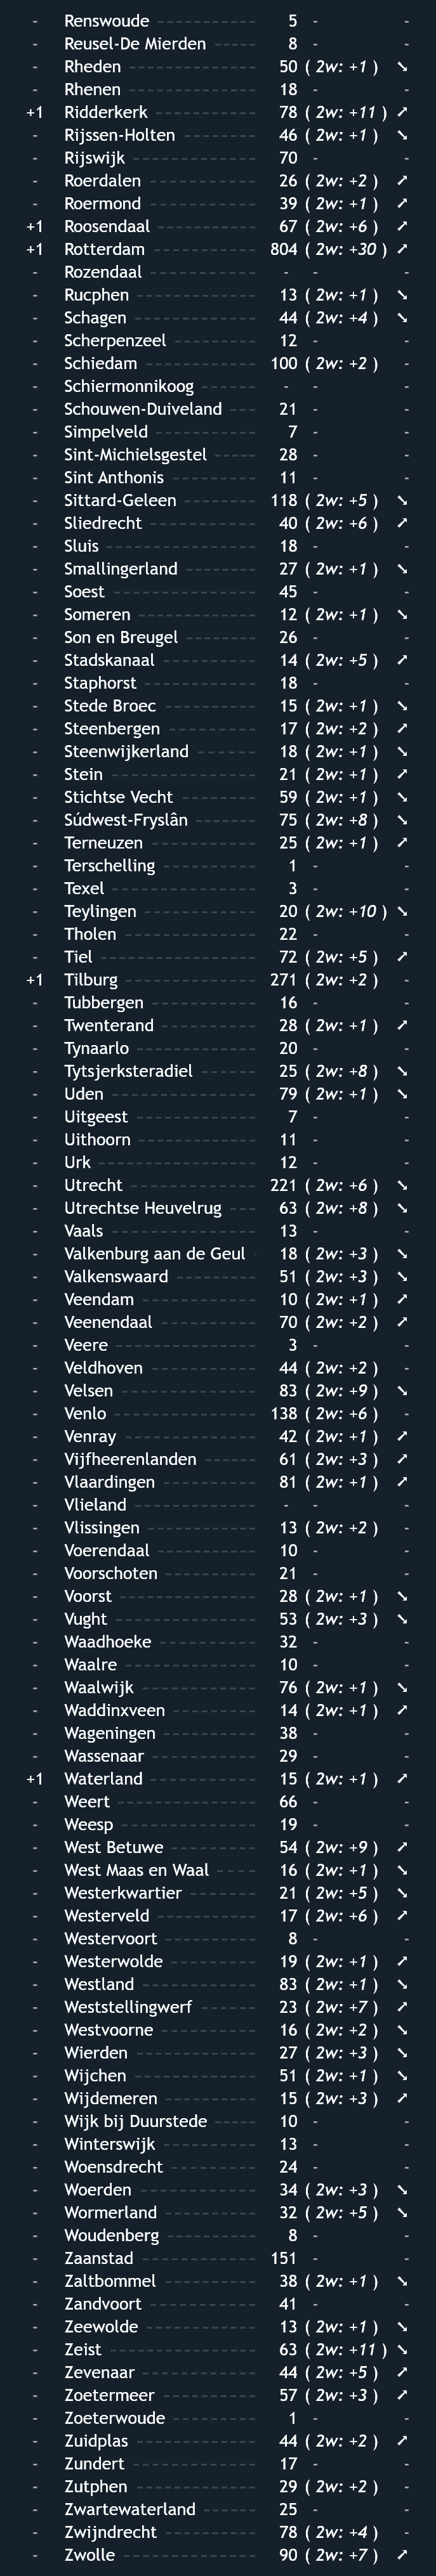 - Renswoude 5 - -
- Reusel-De Mierden 8 - -
- Rheden 50 ( 2w: +1 ) ➘
- Rhenen 18 - -
+1 Ridderkerk 78 ( 2w: +11 ) ➚
- Rijssen-Holten 46 ( 2w: +1 ) ➘
- Rijswijk 70 - -
- Roerdalen 26 ( 2w: +2 ) ➚
- Roermond 39 ( 2w: +1 ) ➚
+1 Roosendaal 67 ( 2w: +6 ) ➚
+1 Rotterdam 804 ( 2w: +30 ) ➚
- Rozendaal - - -
- Rucphen 13 ( 2w: +1 ) ➘
- Schagen 44 ( 2w: +4 ) ➘
- Scherpenzeel 12 - -
- Schiedam 100 ( 2w: +2 ) -
- Schiermonnikoog - - -
- Schouwen-Duiveland 21 - -
- Simpelveld 7 - -
- Sint-Michielsgestel 28 - -
- Sint Anthonis 11 - -
- Sittard-Geleen 118 ( 2w: +5 ) ➘
- Sliedrecht 40 ( 2w: +6 ) ➚
- Sluis 18 - -
- Smallingerland 27 ( 2w: +1 ) ➘
- Soest 45 - -
- Someren 12 ( 2w: +1 ) ➘
- Son en Breugel 26 - -
- Stadskanaal 14 ( 2w: +5 ) ➚
- Staphorst 18 - -
- Stede Broec 15 ( 2w: +1 ) ➘
- Steenbergen 17 ( 2w: +2 ) ➚
- Steenwijkerland 18 ( 2w: +1 ) ➘
- Stein 21 ( 2w: +1 ) ➚
- Stichtse Vecht 59 ( 2w: +1 ) ➘
- Súdwest-Fryslân 75 ( 2w: +8 ) ➘
- Terneuzen 25 ( 2w: +1 ) ➚
- Terschelling 1 - -
- Texel 3 - -
- Teylingen 20 ( 2w: +10 ) ➘
- Tholen 22 - -
- Tiel 72 ( 2w: +5 ) ➚
+1 Tilburg 271 ( 2w: +2 ) -
- Tubbergen 16 - -
- Twenterand 28 ( 2w: +1 ) ➚
- Tynaarlo 20 - -
- Tytsjerksteradiel 25 ( 2w: +8 ) ➘
- Uden 79 ( 2w: +1 ) ➘
- Uitgeest 7 - -
- Uithoorn 11 - -
- Urk 12 - -
- Utrecht 221 ( 2w: +6 ) ➘
- Utrechtse Heuvelrug 63 ( 2w: +8 ) ➘
- Vaals 13 - -
- Valkenburg aan de Geul 18 ( 2w: +3 ) ➘
- Valkenswaard 51 ( 2w: +3 ) ➘
- Veendam 10 ( 2w: +1 ) ➚
- Veenendaal 70 ( 2w: +2 ) ➚
- Veere 3 - -
- Veldhoven 44 ( 2w: +2 ) -
- Velsen 83 ( 2w: +9 ) ➘
- Venlo 138 ( 2w: +6 ) -
- Venray 42 ( 2w: +1 ) ➚
- Vijfheerenlanden 61 ( 2w: +3 ) ➚
- Vlaardingen 81 ( 2w: +1 ) ➚
- Vlieland - - -
- Vlissingen 13 ( 2w: +2 ) -
- Voerendaal 10 - -
- Voorschoten 21 - -
- Voorst 28 ( 2w: +1 ) ➘
- Vught 53 ( 2w: +3 ) ➘
- Waadhoeke 32 - -
- Waalre 10 - -
- Waalwijk 76 ( 2w: +1 ) ➘
- Waddinxveen 14 ( 2w: +1 ) ➚
- Wageningen 38 - -
- Wassenaar 29 - -
+1 Waterland 15 ( 2w: +1 ) ➚
- Weert 66 - -
- Weesp 19 - -
- West Betuwe 54 ( 2w: +9 ) ➚
- West Maas en Waal 16 ( 2w: +1 ) ➘
- Westerkwartier 21 ( 2w: +5 ) ➘
- Westerveld 17 ( 2w: +6 ) ➚
- Westervoort 8 - -
- Westerwolde 19 ( 2w: +1 ) ➚
- Westland 83 ( 2w: +1 ) ➘
- Weststellingwerf 23 ( 2w: +7 ) ➚
- Westvoorne 16 ( 2w: +2 ) ➘
- Wierden 27 ( 2w: +3 ) ➘
- Wijchen 51 ( 2w: +1 ) ➘
- Wijdemeren 15 ( 2w: +3 ) ➚
- Wijk bij Duurstede 10 - -
- Winterswijk 13 - -
- Woensdrecht 24 - -
- Woerden 34 ( 2w: +3 ) ➘
- Wormerland 32 ( 2w: +5 ) ➘
- Woudenberg 8 - -
- Zaanstad 151 - -
- Zaltbommel 38 ( 2w: +1 ) ➘
- Zandvoort 41 - -
- Zeewolde 13 ( 2w: +1 ) ➘
- Zeist 63 ( 2w: +11 ) ➘
- Zevenaar 44 ( 2w: +5 ) ➚
- Zoetermeer 57 ( 2w: +3 ) ➚
- Zoeterwoude 1 - -
- Zuidplas 44 ( 2w: +2 ) ➚
- Zundert 17 - -
- Zutphen 29 ( 2w: +2 ) -
- Zwartewaterland 25 - -
- Zwijndrecht 78 ( 2w: +4 ) -
- Zwolle 90 ( 2w: +7 ) ➚